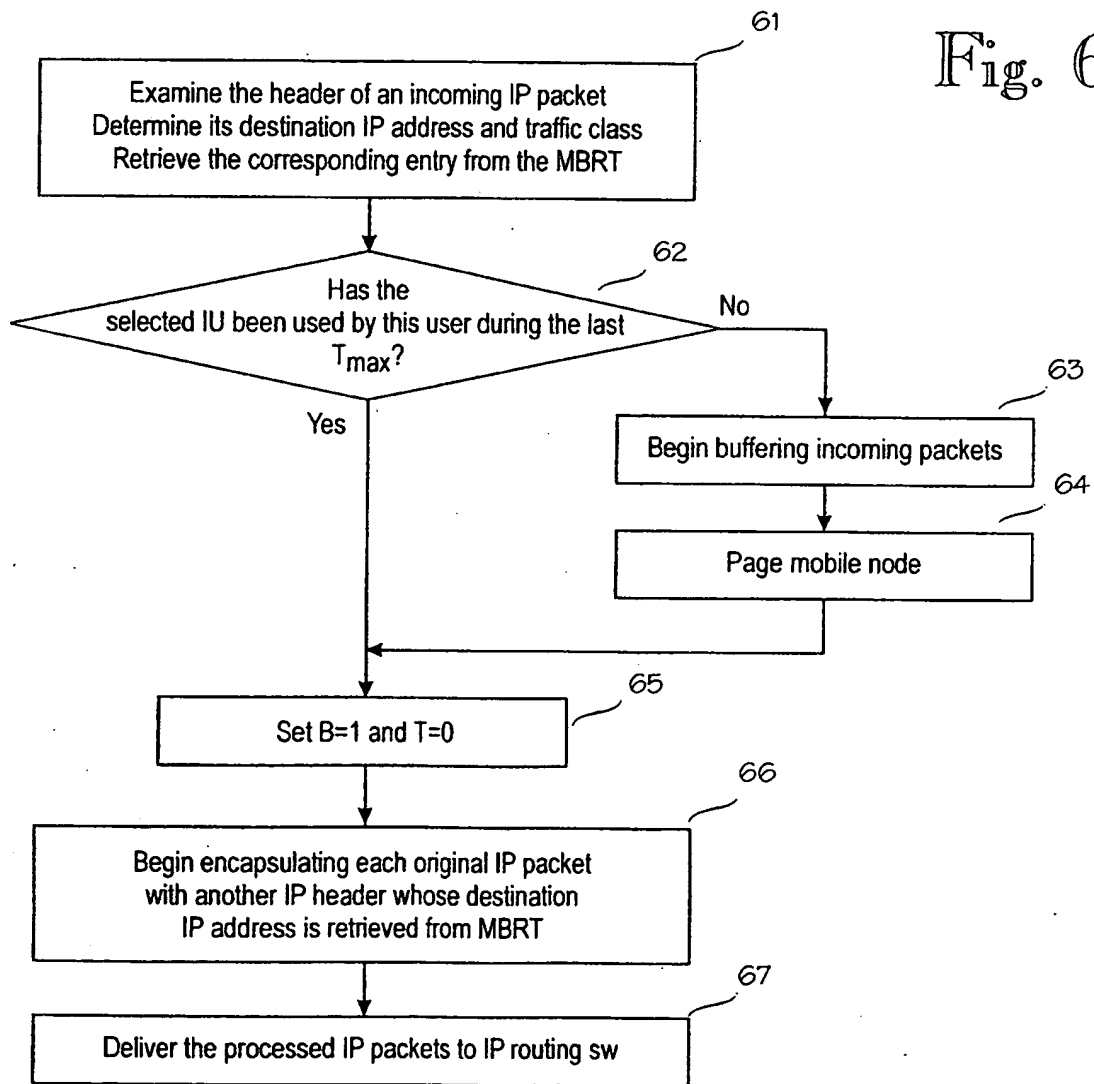 61
Fig. 6
Examine the header of an incoming IP packet
Determine its destination IP address and traffic class
Retrieve the corresponding entry from the MBRT
62
Has the
selected IU been used by this user during the last
Tmax?
No
Yes
63
Begin buffering incoming packets
64
Page mobile node
65
Set B=1 and T=0
66
Begin encapsulating each original IP packet
with another IP header whose destination
IP address is retrieved from MBRT
67
Deliver the processed IP packets to IP routing sw